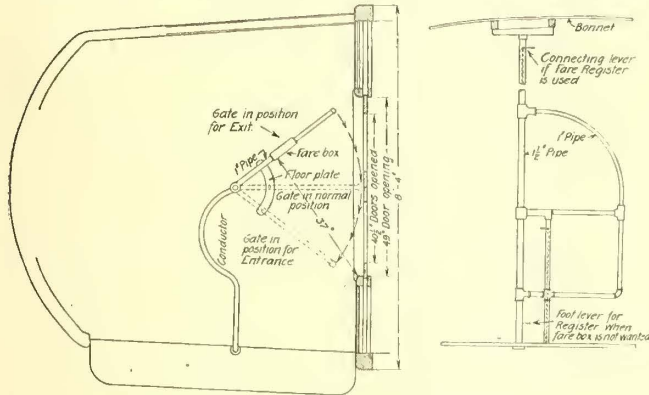 Gate in position
for Exit.
1" Pipe
Fare box
Floor plate
Gate in normal
position
37"
Gate in
position for
Entrance
Conductor
40½" Doors opened
49" Door opening
8'-4"
Bonnet
Connecting lever
if Fare Register
is used
1" Pipe
1½" Pipe
Foot lever for
Register when
fare box is not wanted